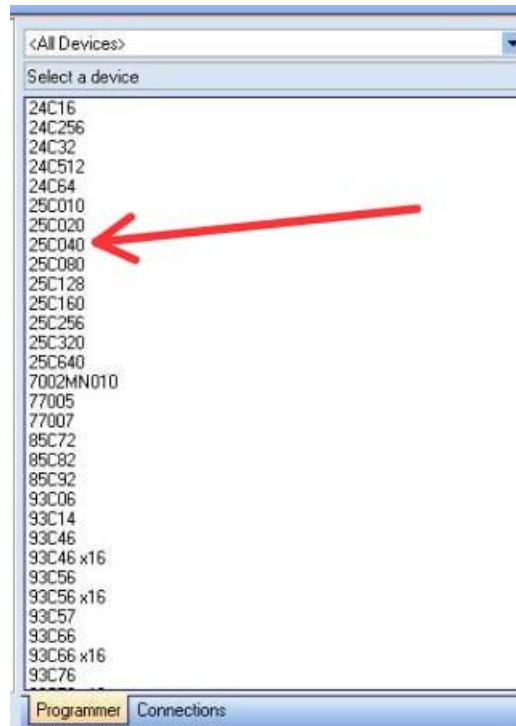 <All Devices>
Select a device
24C16
24C256
24C32
24C512
24C64
25C010
25C020
25C040
25C080
25C128
25C160
25C256
25C320
25C640
7002MN010
77005
77007
85C72
85C82
85C92
93C06
93C14
93C46
93C46 x16
93C56
93C56 x16
93C57
93C66
93C66 x16
93C76
Programmer Connections